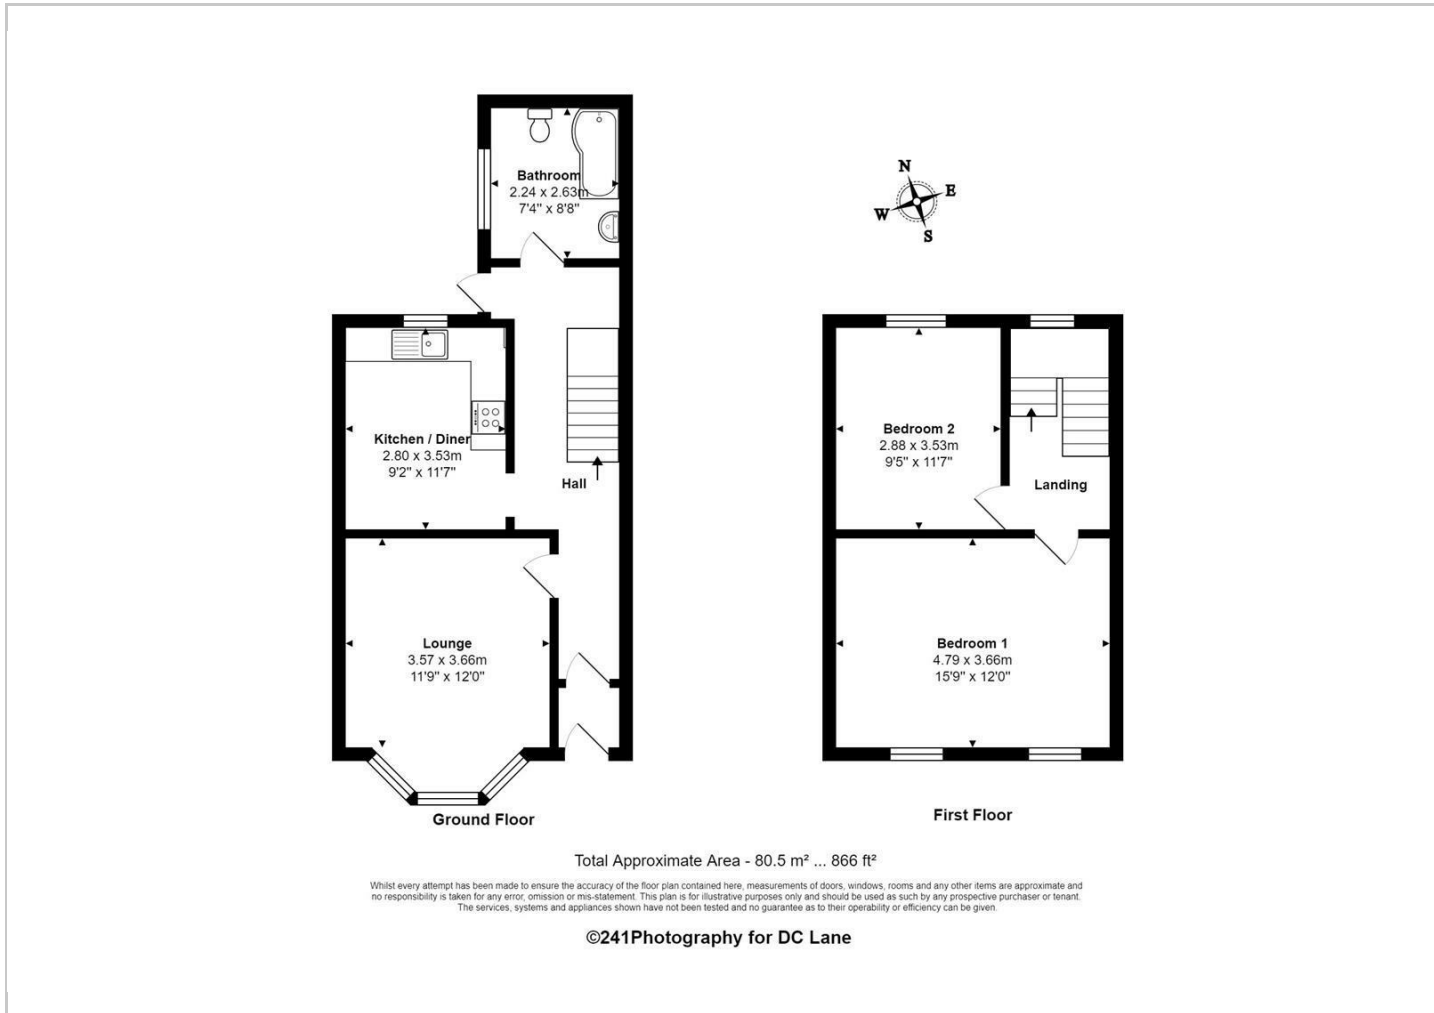 Bathroom
2.24 x 2.63m
7'4" x 8'8"
N
E
W
S
Kitchen / Diner
2.80 x 3.53m
9'2" x 11'7"
Hall
Lounge
3.57 x 3.66m
11'9" x 12'0"
Ground Floor
Bedroom 2
2.88 x 3.53m
9'5" x 11'7"
Landing
Bedroom 1
4.79 x 3.66m
15'9" x 12'0"
First Floor
Total Approximate Area - 80.5 m² ... 866 ft²
Whilst every attempt has been made to ensure the accuracy of the floor plan contained here, measurements of doors, windows, rooms and any other items are approximate and
no responsibility is taken for any error, omission or mis-statement. This plan is for illustrative purposes only and should be used as such by any prospective purchaser or tenant.
The services, systems and appliances shown have not been tested and no guarantee as to their operability or efficiency can be given.
©241Photography for DC Lane